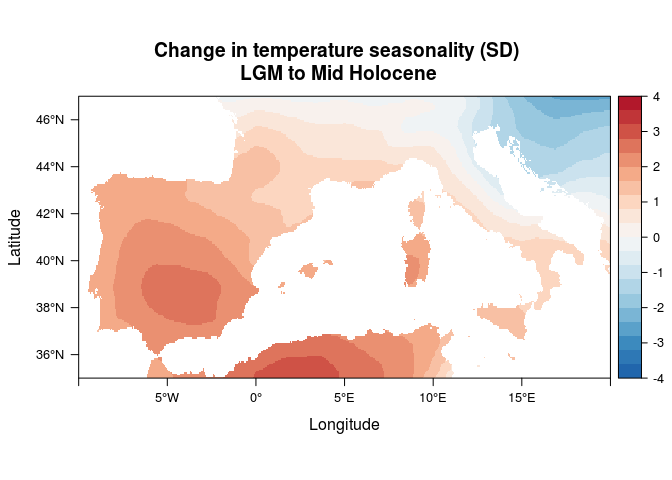 Change in temperature seasonality (SD)
LGM to Mid Holocene
46°N
44°N
42°N
40°N
38°N
36°N
Latitude
5°W
0°
5°E
10°E
15°E
Longitude
4
3
2
1
0
-1
-2
-3
-4